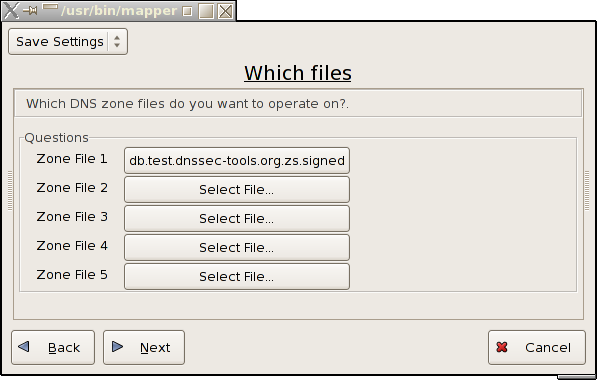 /usr/bin/mapper
Save Settings
Which files
Which DNS zone files do you want to operate on?.
Questions
Zone File 1 db.test.dnssec-tools.org.zs.signed
Zone File 2 Select File...
Zone File 3 Select File...
Zone File 4 Select File...
Zone File 5 Select File...
Back Next Cancel